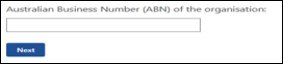 Australian Business Number (ABN) of the organisation:
Next